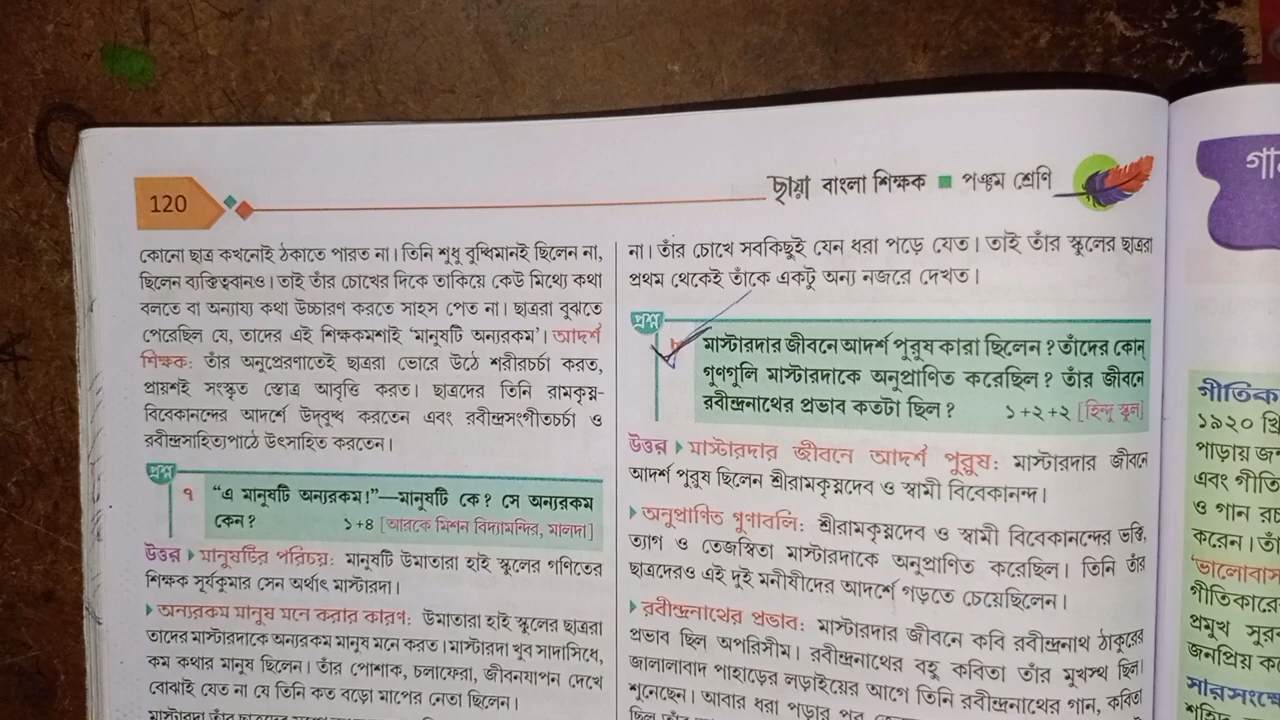 120
ছায়া বাংলা শিক্ষক ■ পঞ্চম শ্রেণি
কোনো ছাত্র কখনোই ঠকাতে পারত না। তিনি শুধু বুদ্ধিমানই ছিলেন না,
ছিলেন ব্যক্তিত্ববানও। তাই তাঁর চোখের দিকে তাকিয়ে কেউ মিথ্যে কথা
বলতে বা অন্যায্য কথা উচ্চারণ করতে সাহস পেত না। ছাত্ররা বুঝতে
পেরেছিল যে, তাদের এই শিক্ষকমশাই ‘মানুষটি অন্যরকম’। আদর্শ
শিক্ষক: তাঁর অনুপ্রেরণাতেই ছাত্ররা ভোরে উঠে শরীরচর্চা করত,
প্রায়শই সংস্কৃত স্তোত্র আবৃত্তি করত। ছাত্রদের তিনি রামকৃষ্ণ-
বিবেকানন্দের আদর্শে উদ্‌বুদ্ধ করতেন এবং রবীন্দ্রসংগীতচর্চা ও
রবীন্দ্রসাহিত্যপাঠে উৎসাহিত করতেন।
প্রশ্ন
৭ “এ মানুষটি অন্যরকম!”—মানুষটি কে? সে অন্যরকম
কেন? ১+৪ [আরকে মিশন বিদ্যামন্দির, মালদা]
উত্তর ▸ মানুষটির পরিচয়: মানুষটি উমাতারা হাই স্কুলের গণিতের
শিক্ষক সূর্যকুমার সেন অর্থাৎ মাস্টারদা।
▸ অন্যরকম মানুষ মনে করার কারণ: উমাতারা হাই স্কুলের ছাত্ররা
তাদের মাস্টারদাকে অন্যরকম মানুষ মনে করত। মাস্টারদা খুব সাদাসিধে,
কম কথার মানুষ ছিলেন। তাঁর পোশাক, চলাফেরা, জীবনযাপন দেখে
বোঝাই যেত না যে তিনি কত বড়ো মাপের নেতা ছিলেন।
না। তাঁর চোখে সবকিছুই যেন ধরা পড়ে যেত। তাই তাঁর স্কুলের ছাত্ররা
প্রথম থেকেই তাঁকে একটু অন্য নজরে দেখত।
প্রশ্ন
মাস্টারদার জীবনে আদর্শ পুরুষ কারা ছিলেন? তাঁদের কোন্
গুণগুলি মাস্টারদাকে অনুপ্রাণিত করেছিল? তাঁর জীবনে
রবীন্দ্রনাথের প্রভাব কতটা ছিল? ১+২+২ [হিন্দু স্কুল]
উত্তর ▸ মাস্টারদার জীবনে আদর্শ পুরুষ: মাস্টারদার জীবনে
আদর্শ পুরুষ ছিলেন শ্রীরামকৃষ্ণদেব ও স্বামী বিবেকানন্দ।
▸ অনুপ্রাণিত গুণাবলি: শ্রীরামকৃষ্ণদেব ও স্বামী বিবেকানন্দের ভক্তি,
ত্যাগ ও তেজস্বিতা মাস্টারদাকে অনুপ্রাণিত করেছিল। তিনি তাঁর
ছাত্রদেরও এই দুই মনীষীদের আদর্শে গড়তে চেয়েছিলেন।
▸ রবীন্দ্রনাথের প্রভাব: মাস্টারদার জীবনে কবি রবীন্দ্রনাথ ঠাকুরের
প্রভাব ছিল অপরিসীম। রবীন্দ্রনাথের বহু কবিতা তাঁর মুখস্থ ছিল।
জালালাবাদ পাহাড়ের লড়াইয়ের আগে তিনি রবীন্দ্রনাথের গান, কবিতা
শুনেছেন। আবার ধরা পড়ার পর
গীতিক
১৯২০ খ্রি
পাড়ায় জ
এবং গীতি
ও গান র
করেন। তাঁ
'ভালোবাস
গীতিকারে
প্রমুখ সুর
জনপ্রিয় ক
সারসংক্ষে